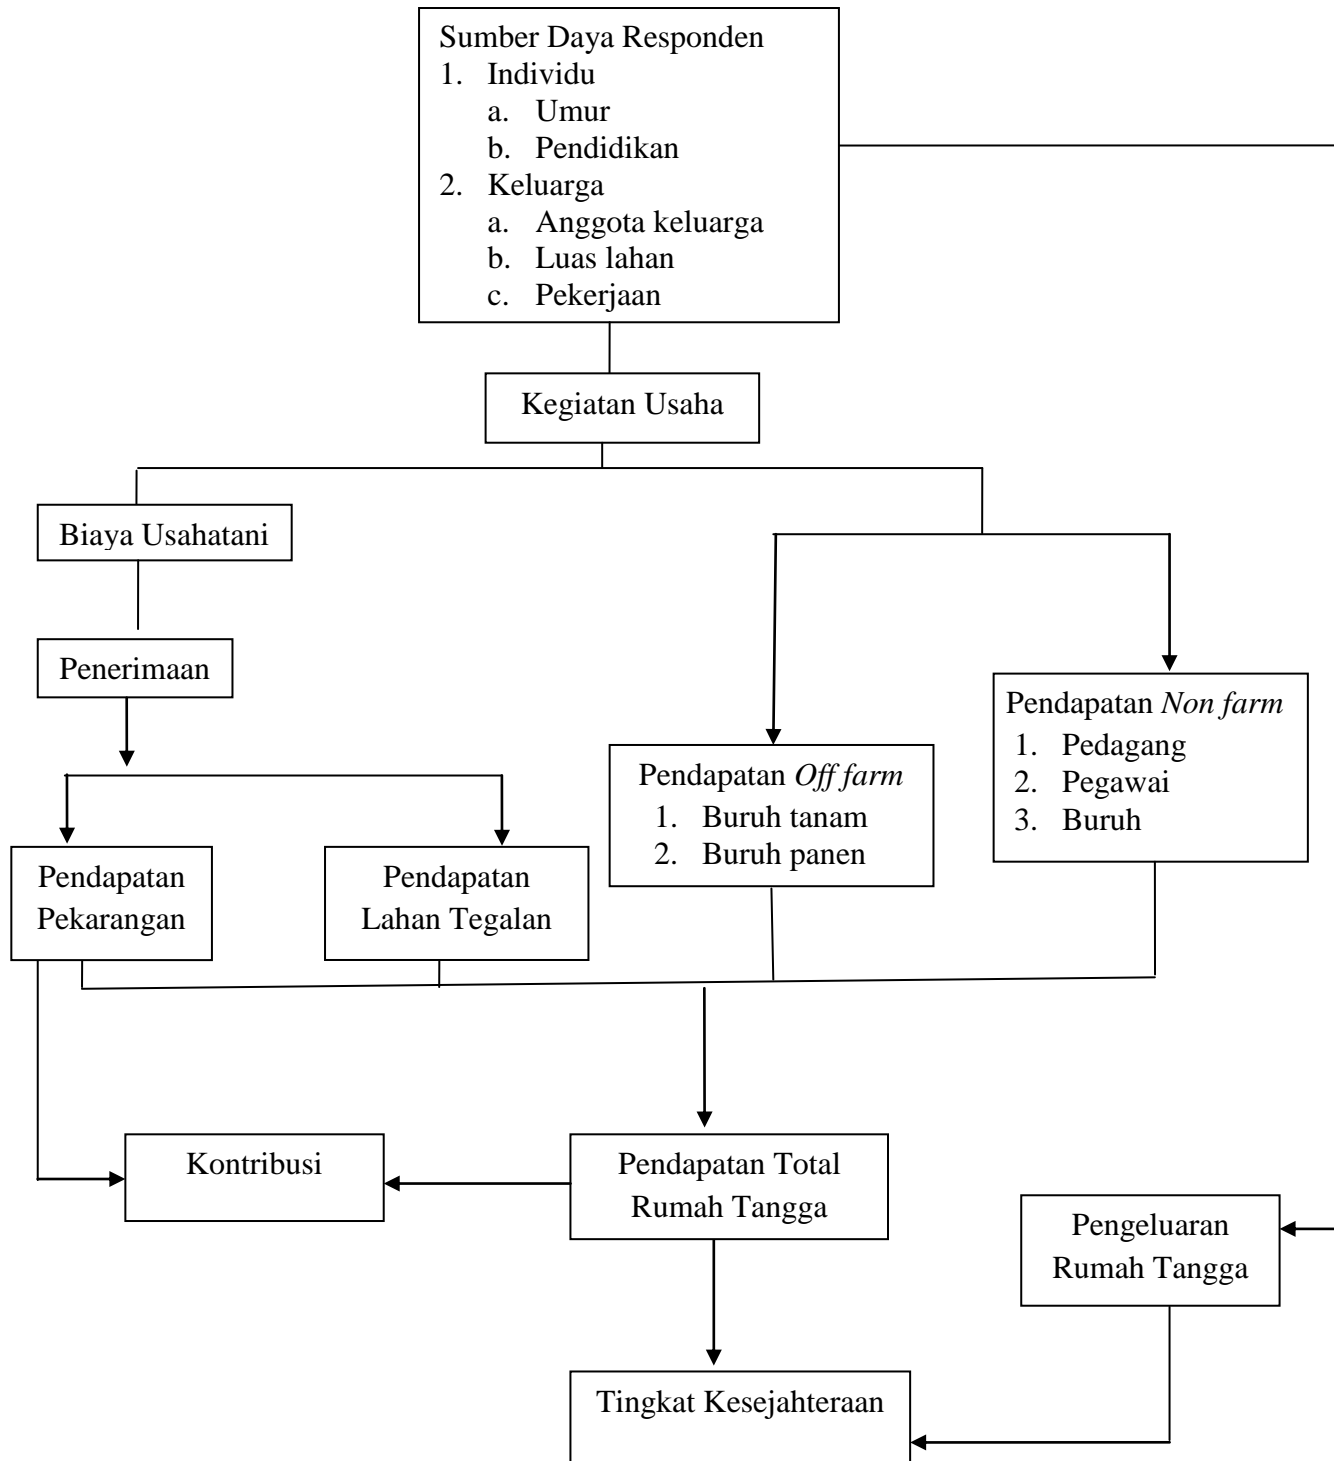 Sumber Daya Responden
1. Individu
a. Umur
b. Pendidikan
2. Keluarga
a. Anggota keluarga
b. Luas lahan
c. Pekerjaan
Kegiatan Usaha
Biaya Usahatani
Penerimaan
Pendapatan Non farm
1. Pedagang
2. Pegawai
3. Buruh
Pendapatan Off farm
1. Buruh tanam
2. Buruh panen
Pendapatan
Pekarangan
Pendapatan
Lahan Tegalan
Kontribusi
Pendapatan Total
Rumah Tangga
Pengeluaran
Rumah Tangga
Tingkat Kesejahteraan